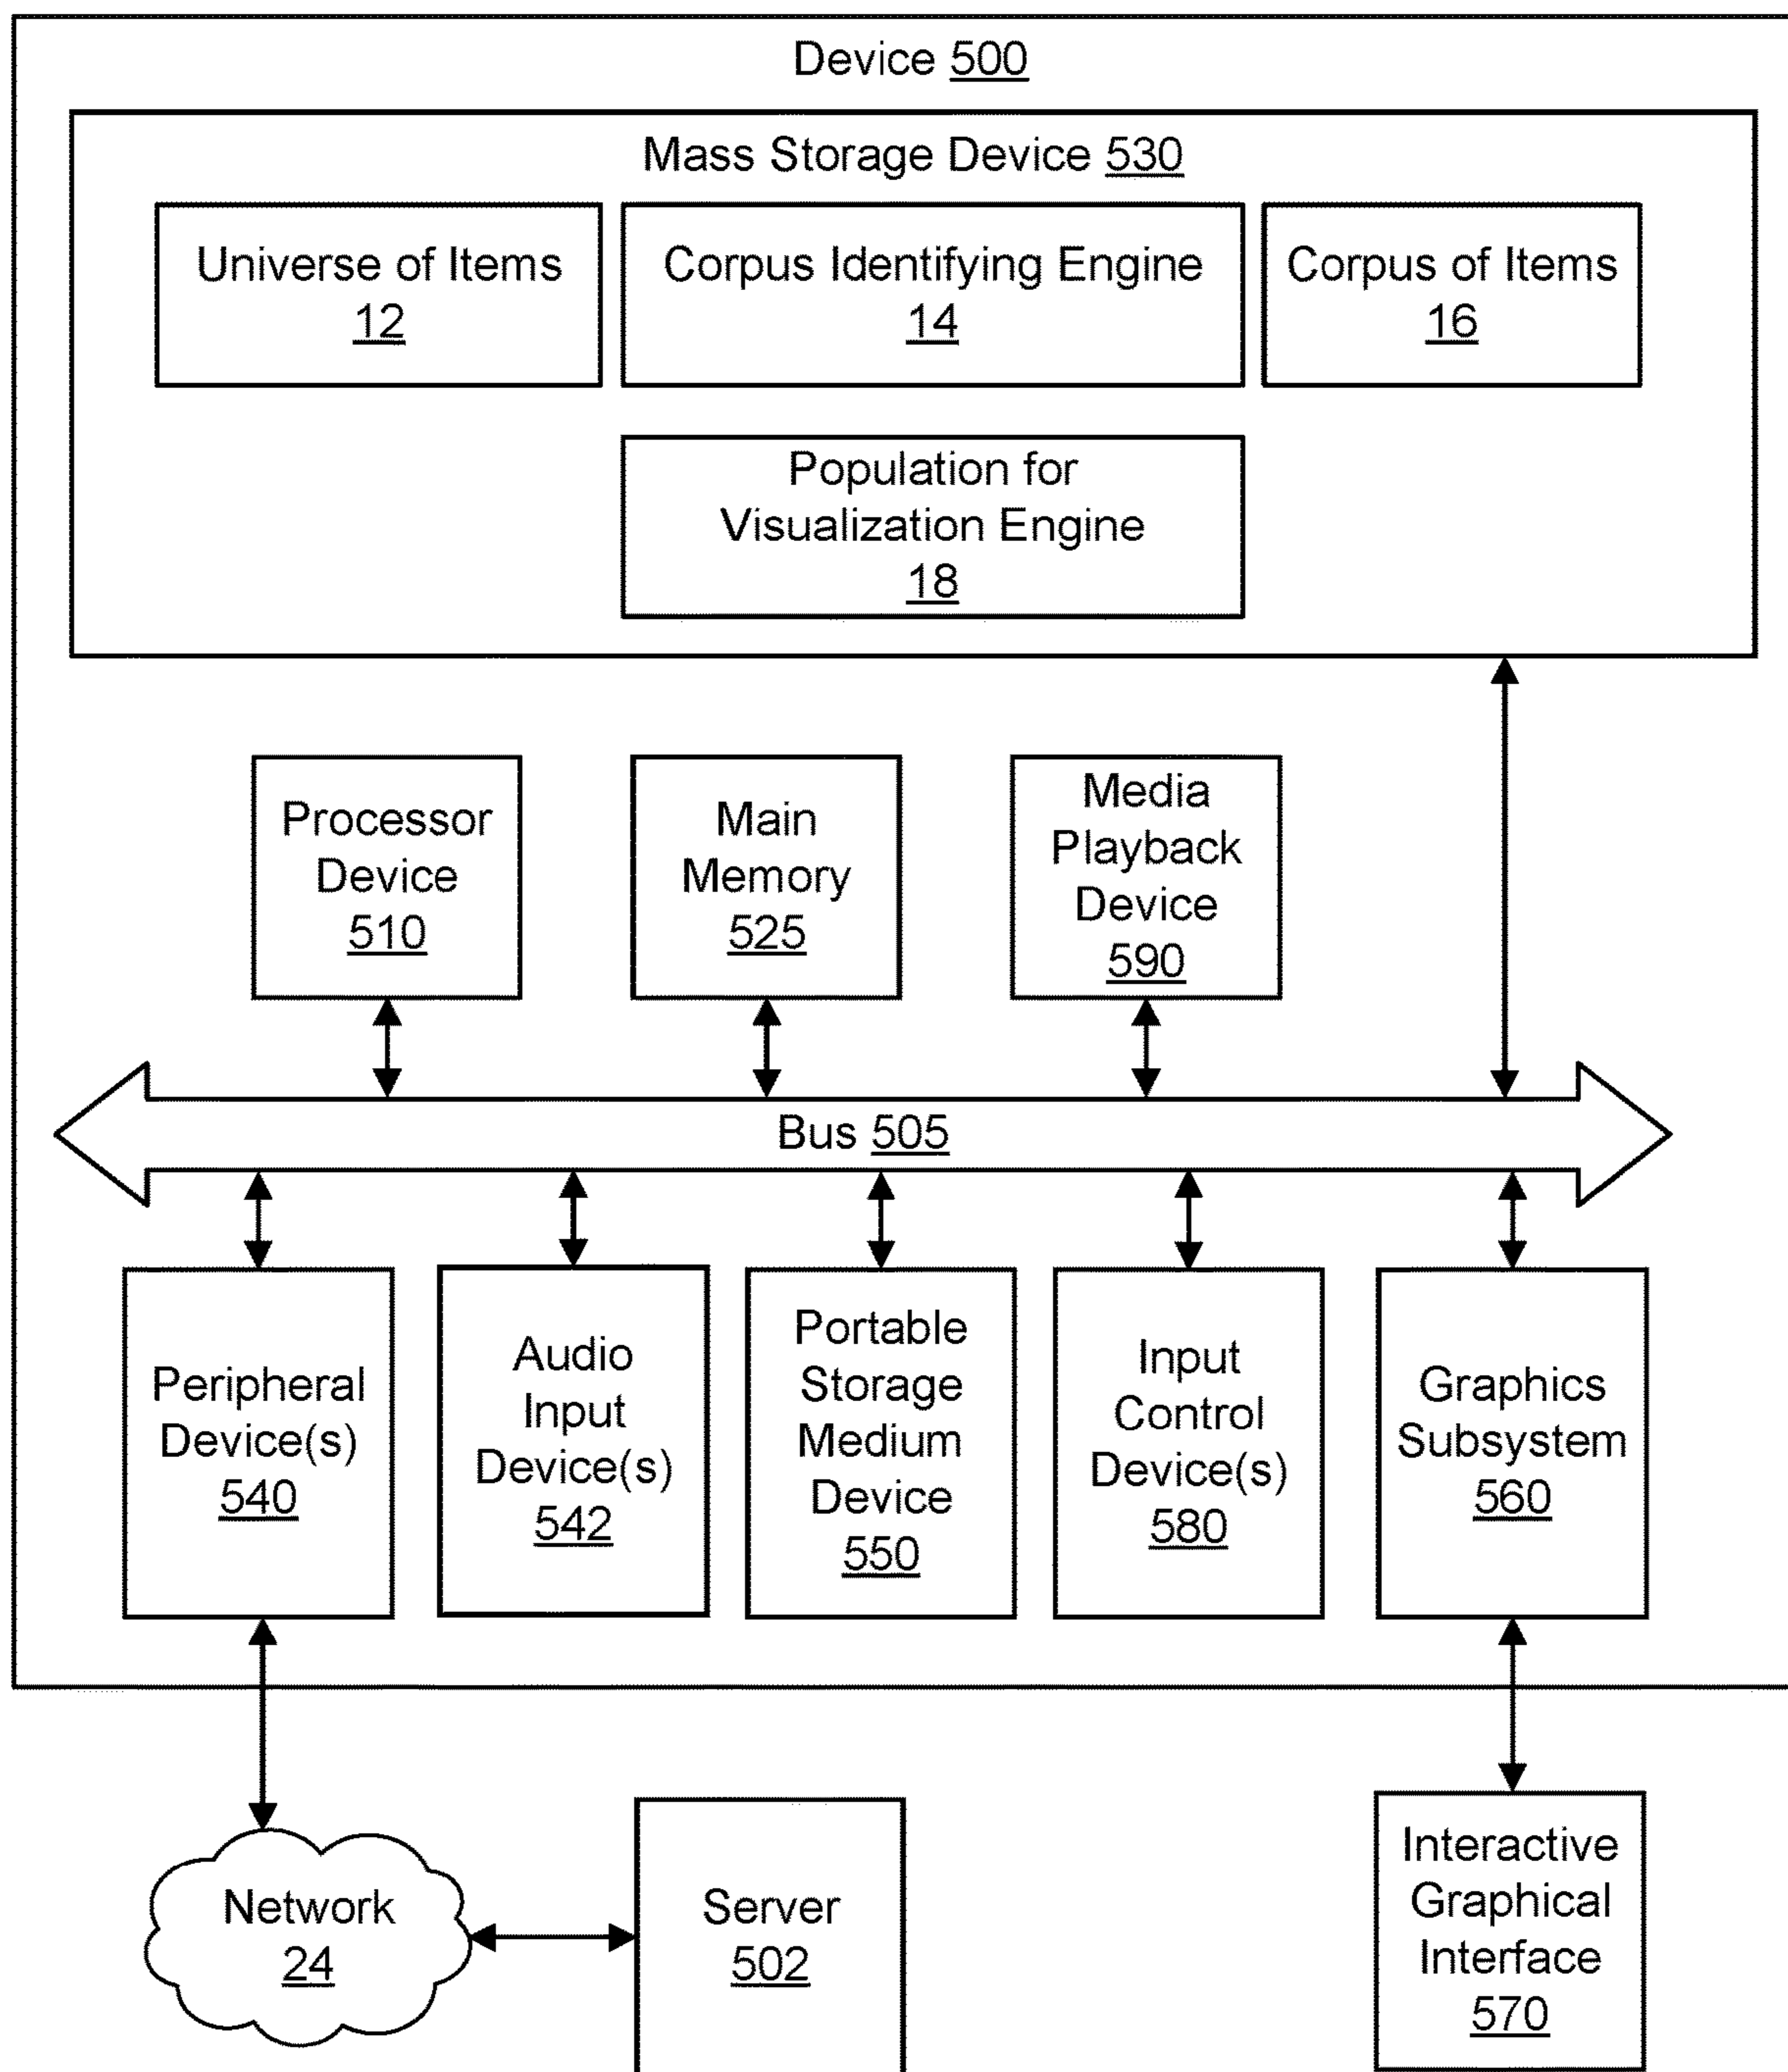 Device 500
Mass Storage Device 530
Universe of Items
12
Corpus Identifying Engine
14
Corpus of Items
16
Population for
Visualization Engine
18
Processor
Device
510
Main
Memory
525
Media
Playback
Device
590
Bus 505
Peripheral
Device(s)
540
Audio
Input
Device(s)
542
Portable
Storage
Medium
Device
550
Input
Control
Device(s)
580
Graphics
Subsystem
560
Network
24
Server
502
Interactive
Graphical
Interface
570